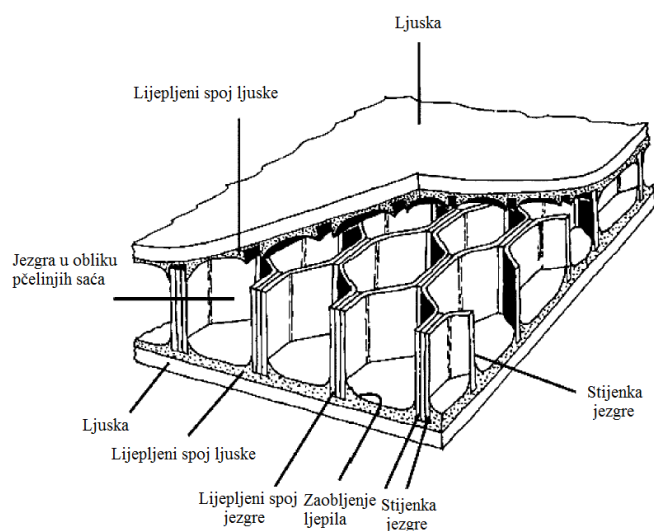 Ljuska
Lijepljeni spoj ljuske
Jezgra u obliku
pčelinjih saća
Stijenka
jezgre
Ljuska
Lijepljeni spoj ljuske
Lijepljeni spoj
jezgre
Zaobljenje
ljepila
Stijenka
jezgre